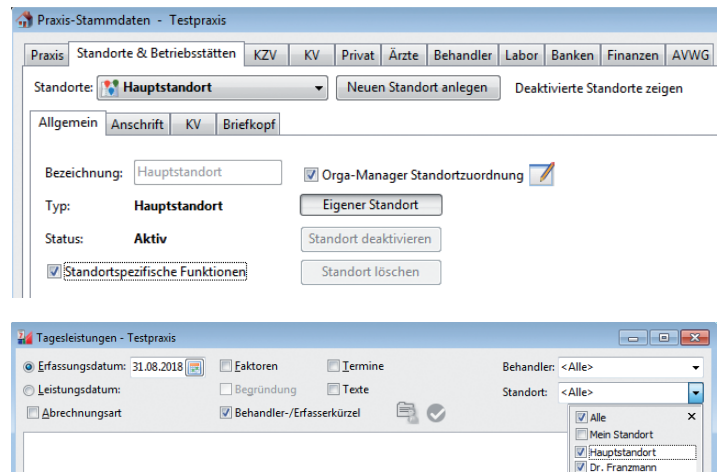 Praxis-Stammdaten - Testpraxis
Praxis Standorte & Betriebsstätten KZV KV Privat Ärzte Behandler Labor Banken Finanzen AVWG
Standorte: Hauptstandort Neuen Standort anlegen Deaktivierte Standorte zeigen
Allgemein Anschrift KV Briefkopf
Bezeichnung: Hauptstandort Orga-Manager Standortzuordnung
Typ: Hauptstandort Eigener Standort
Status: Aktiv Standort deaktivieren
Standortspezifische Funktionen Standort löschen
Tagesleistungen - Testpraxis
Erfassungsdatum: 31.08.2018 Faktoren Termine Behandler: <Alle>
Leistungsdatum: Begründung Texte Standort: <Alle>
Abrechnungsart Behandler-/Erfasserkürzel
Alle
Mein Standort
Hauptstandort
Dr. Franzmann